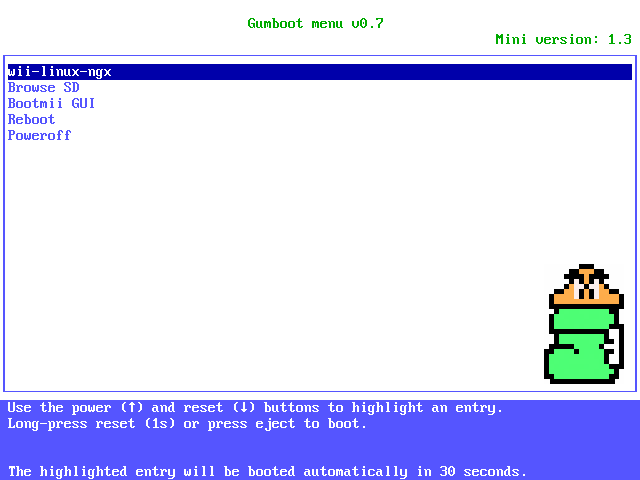 Gumboot menu v0.7
Mini version: 1.3
wii-linux-ngx
Browse SD
Bootmii GUI
Reboot
Poweroff
Use the power (↑) and reset (↓) buttons to highlight an entry.
Long-press reset (1s) or press eject to boot.
The highlighted entry will be booted automatically in 30 seconds.